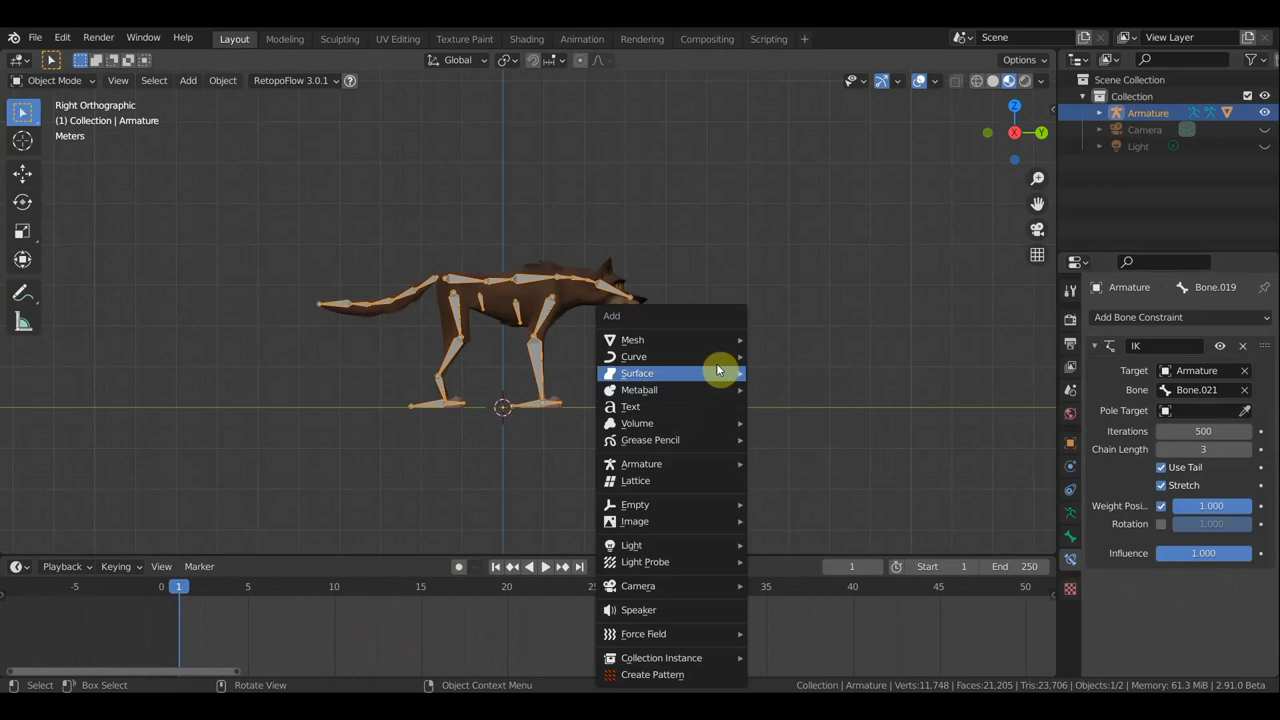 File Edit Render Window Help Layout Modeling Sculpting UV Editing Texture Paint Shading Animation Rendering Compositing Scripting + Scene View Layer
Global Options
Object Mode View Select Add Object RetopoFlow 3.0.1
Right Orthographic
(1) Collection | Armature
Meters
Z
X
Y
Scene Collection
Collection
Armature
Camera
Light
Armature Bone.019
Add Bone Constraint
IK
Target Armature
Bone Bone.021
Pole Target
Iterations 500
Chain Length 3
Use Tail
Stretch
Weight Posi... 1.000
Rotation 1.000
Influence 1.000
Add
Mesh
Curve
Surface
Metaball
Text
Volume
Grease Pencil
Armature
Lattice
Empty
Image
Light
Light Probe
Camera
Speaker
Force Field
Collection Instance
Create Pattern
Playback Keying View Marker 1 Start 1 End 250
-5 0 1 5 10 15 20 25 35 40 45 50
Select Box Select Rotate View Object Context Menu Collection | Armature | Verts:11,748 | Faces:21,205 | Tris:23,706 | Objects:1/2 | Memory: 61.3 MiB | 2.91.0 Beta